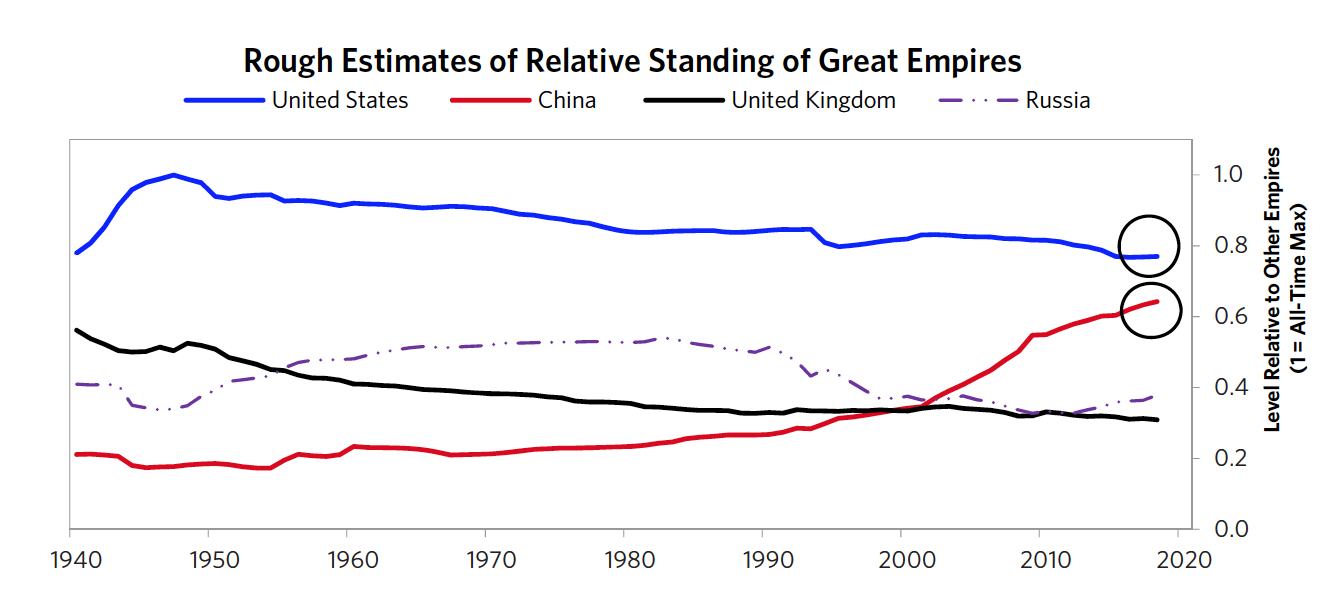 Rough Estimates of Relative Standing of Great Empires
United States China United Kingdom Russia
1.0
0.8
0.6
0.4
0.2
0.0
Level Relative to Other Empires
(1 = All-Time Max)
1940 1950 1960 1970 1980 1990 2000 2010 2020